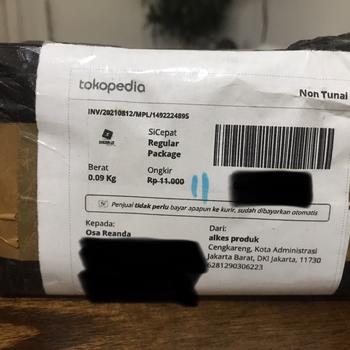 tokopedia
Non Tunai
INV/20210812/MPL/1492224895
SiCepat
Regular
Package
Berat
0.09 Kg
Ongkir
Rp 11.000
Penjual tidak perlu bayar apapun ke kurir, sudah dibayarkan otomatis
Kepada:
Osa Reanda
Dari:
alkes produk
Cengkareng, Kota Administrasi
Jakarta Barat, DKI Jakarta, 11730
6281290306223